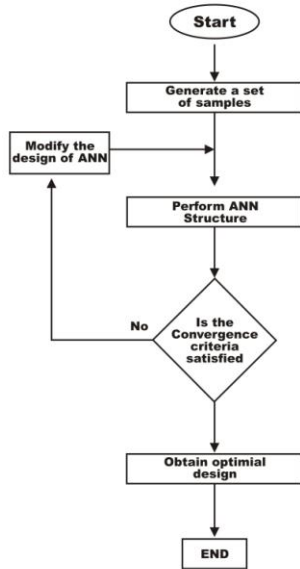 Start
Generate a set
of samples
Modify the
design of ANN
Perform ANN
Structure
No
Is the
Convergence
criteria
satisfied
Obtain optimial
design
END